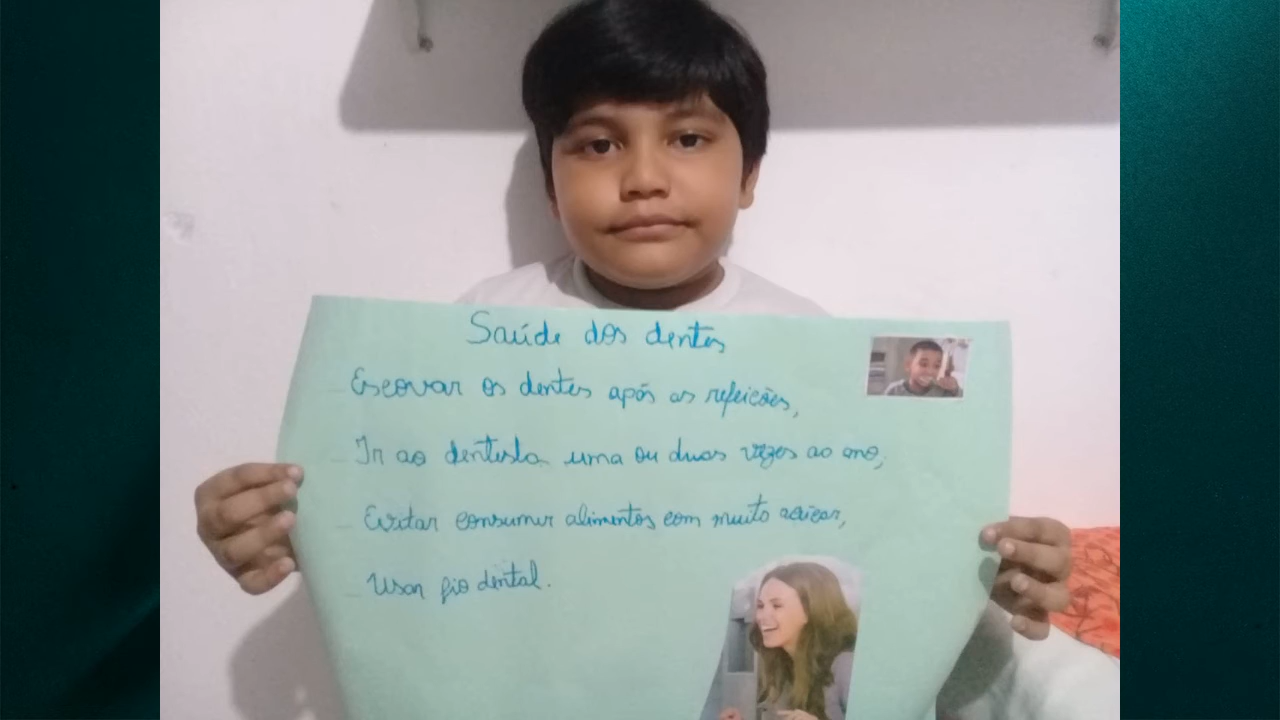 Saúde dos dentes
Escovar os dentes após as refeições,
Ir ao dentista uma ou duas vezes ao ano,
Evitar consumir alimentos com muito açúcar,
Usar fio dental.